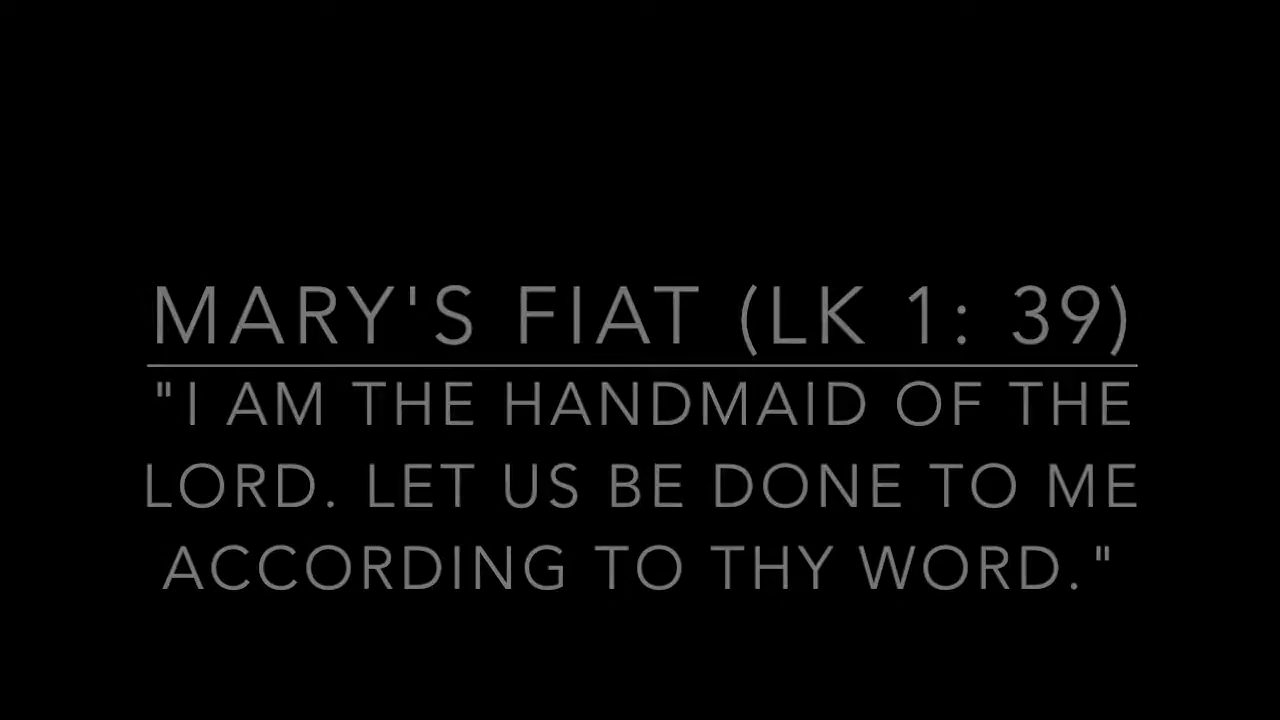 MARY'S FIAT (LK 1: 39)
"I AM THE HANDMAID OF THE
LORD. LET US BE DONE TO ME
ACCORDING TO THY WORD."